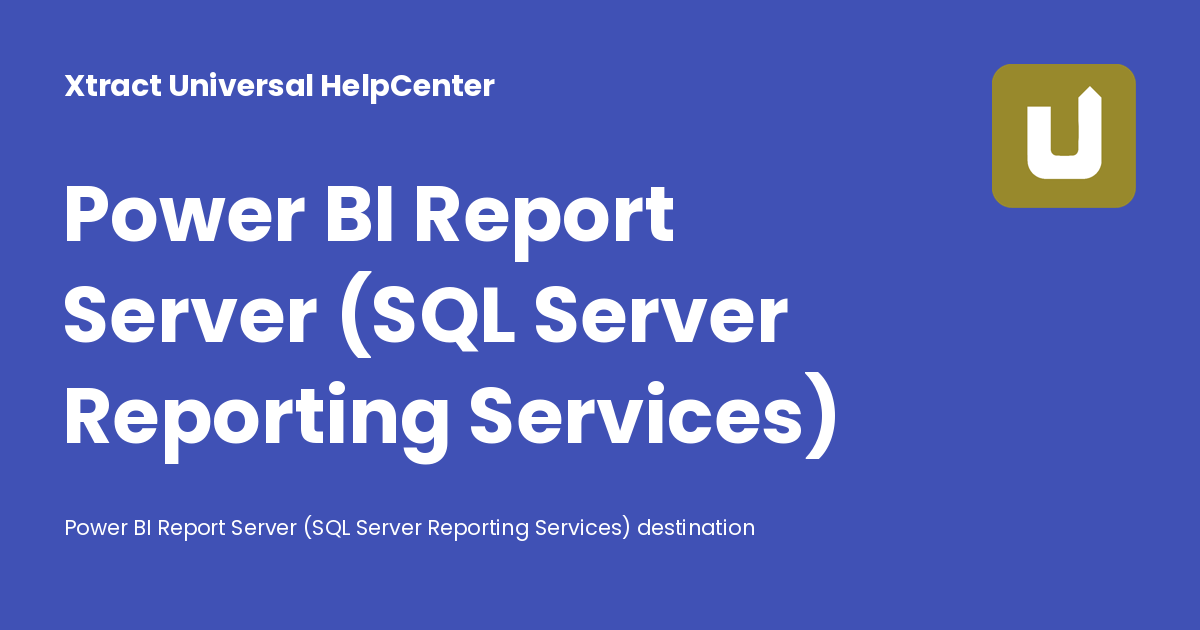 Xtract Universal HelpCenter
Power BI Report
Server (SQL Server
Reporting Services)
Power BI Report Server (SQL Server Reporting Services) destination